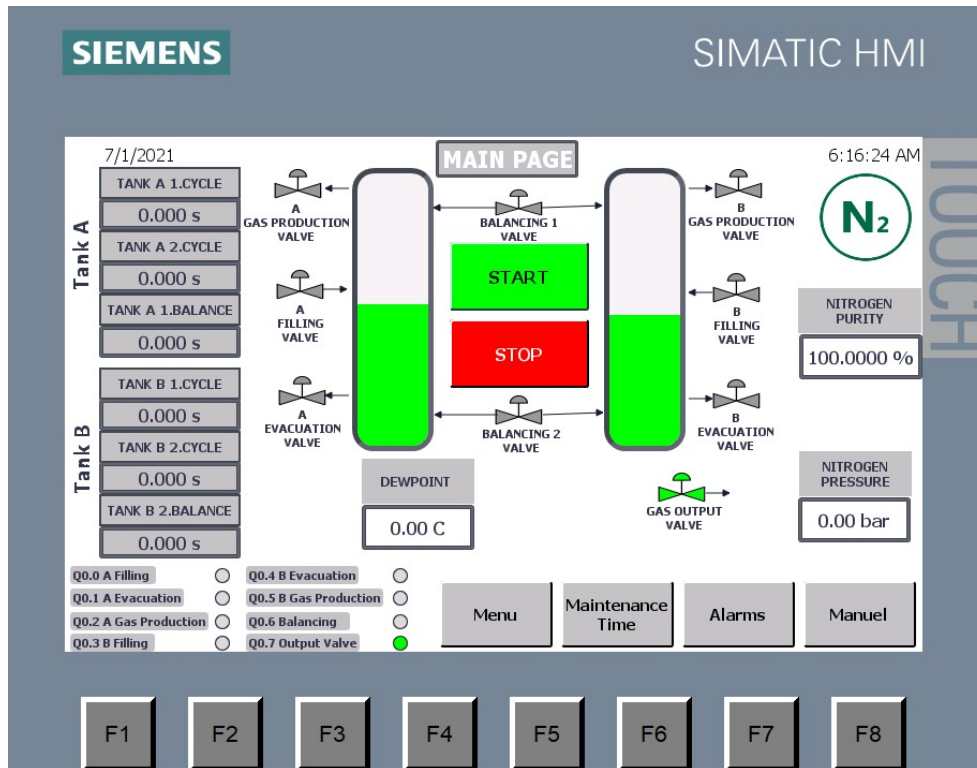 SIEMENS
SIMATIC HMI
TOUCH
7/1/2021
MAIN PAGE
6:16:24 AM
Tank A
TANK A 1.CYCLE
0.000 s
TANK A 2.CYCLE
0.000 s
TANK A 1.BALANCE
0.000 s
Tank B
TANK B 1.CYCLE
0.000 s
TANK B 2.CYCLE
0.000 s
TANK B 2.BALANCE
0.000 s
A
GAS PRODUCTION
VALVE
A
FILLING
VALVE
A
EVACUATION
VALVE
BALANCING 1
VALVE
START
STOP
BALANCING 2
VALVE
B
GAS PRODUCTION
VALVE
B
FILLING
VALVE
B
EVACUATION
VALVE
N2
NITROGEN
PURITY
100.0000 %
DEWPOINT
0.00 C
GAS OUTPUT
VALVE
NITROGEN
PRESSURE
0.00 bar
Q0.0 A Filling
Q0.1 A Evacuation
Q0.2 A Gas Production
Q0.3 B Filling
Q0.4 B Evacuation
Q0.5 B Gas Production
Q0.6 Balancing
Q0.7 Output Valve
Menu
Maintenance
Time
Alarms
Manuel
F1
F2
F3
F4
F5
F6
F7
F8